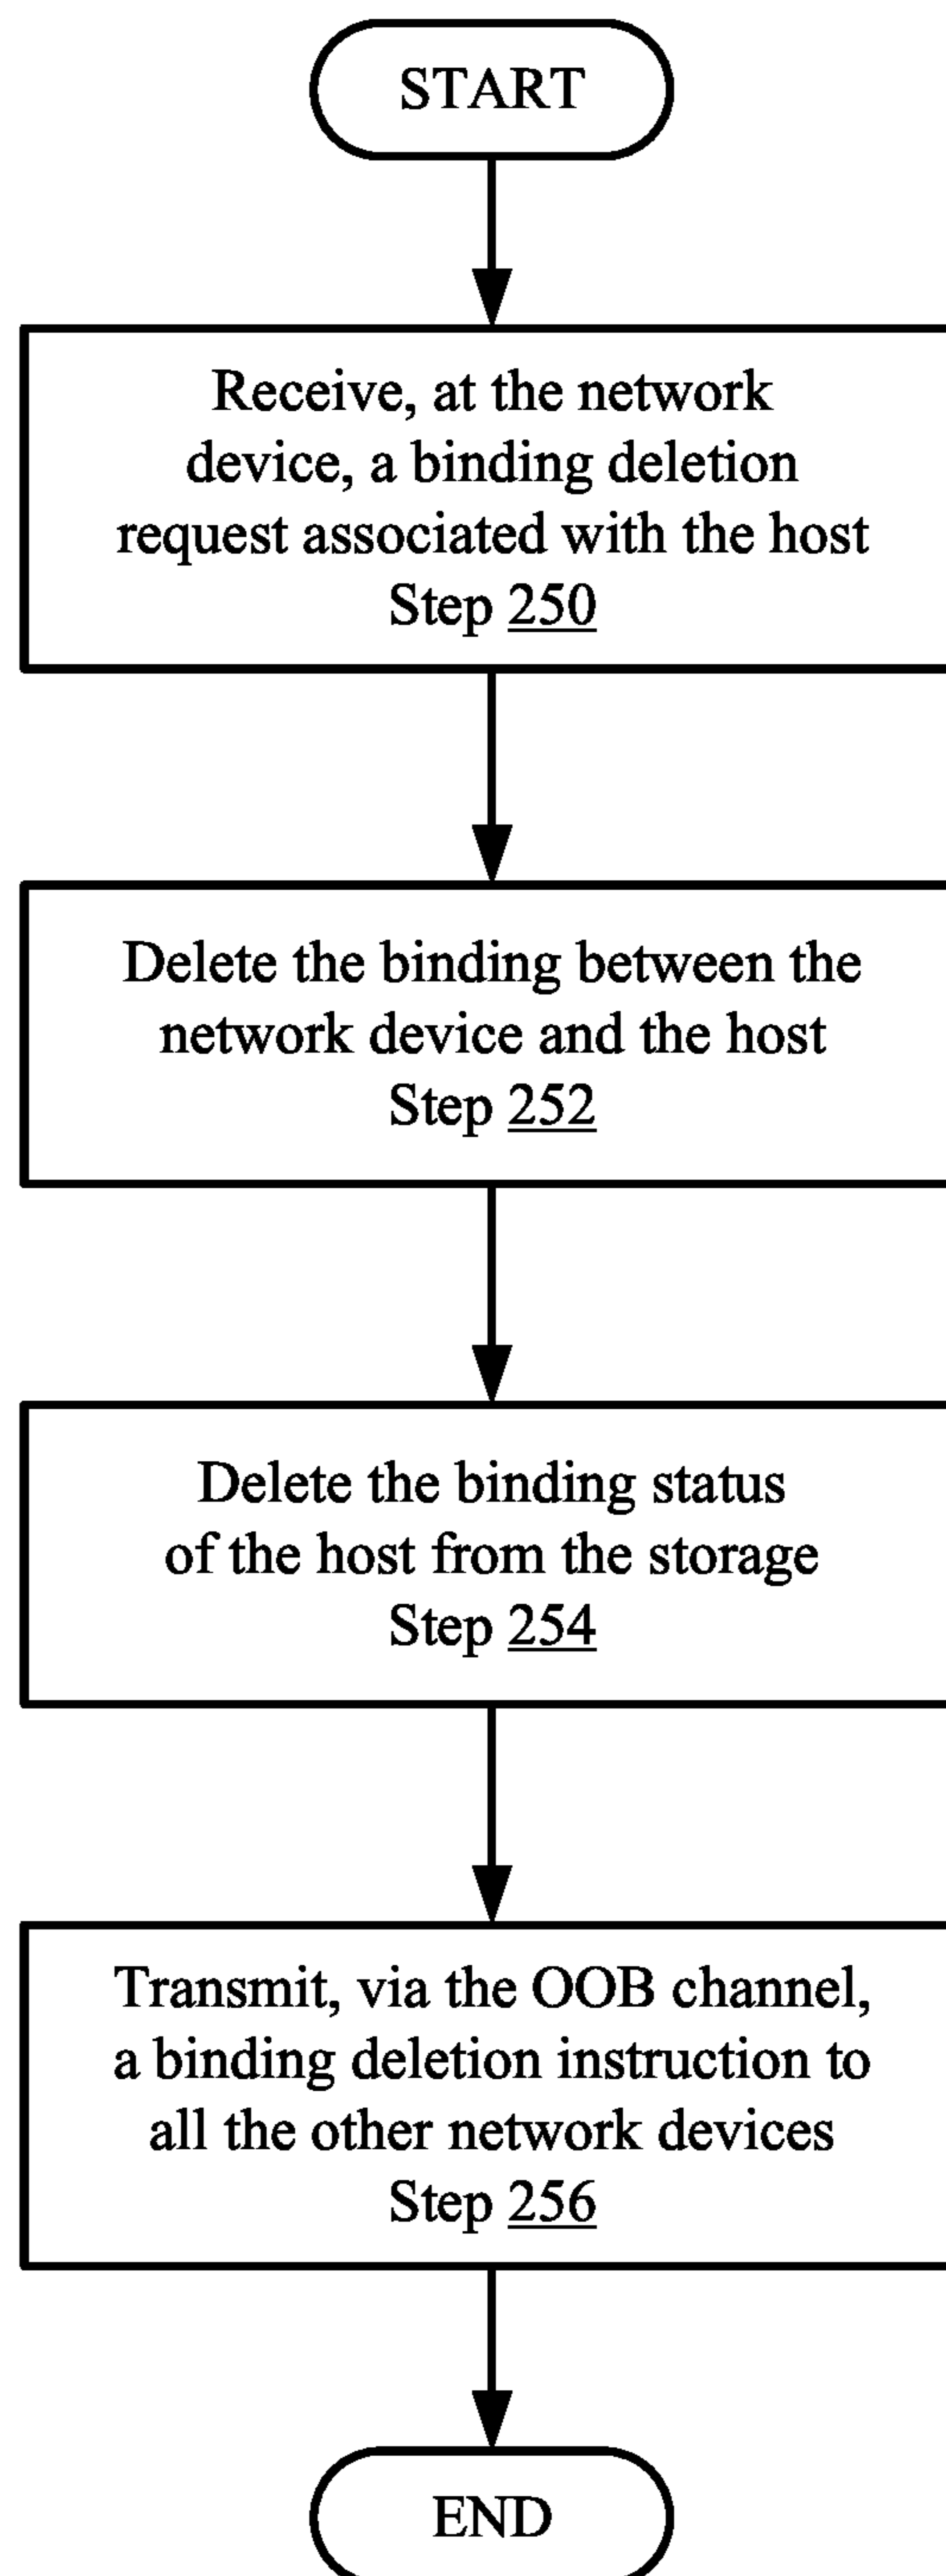 START
Receive, at the network
device, a binding deletion
request associated with the host
Step 250
Delete the binding between the
network device and the host
Step 252
Delete the binding status
of the host from the storage
Step 254
Transmit, via the OOB channel,
a binding deletion instruction to
all the other network devices
Step 256
END